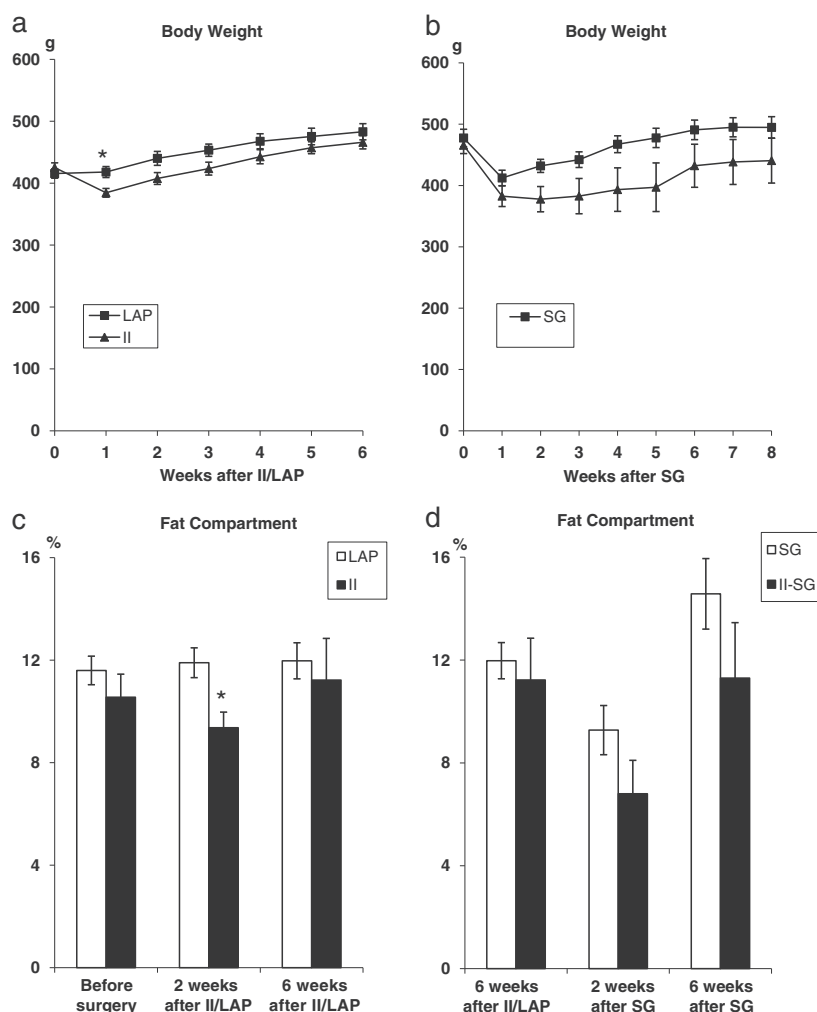 a
Body Weight
g
600
500
400
300
200
100
0
*
LAP
II
0 1 2 3 4 5 6
Weeks after II/LAP
b
Body Weight
g
600
500
400
300
200
100
0
SG
0 1 2 3 4 5 6 7 8
Weeks after SG
c
Fat Compartment
%
16
12
8
4
0
LAP
II
*
Before surgery
2 weeks after II/LAP
6 weeks after II/LAP
d
Fat Compartment
%
16
12
8
4
0
SG
II-SG
6 weeks after II/LAP
2 weeks after SG
6 weeks after SG